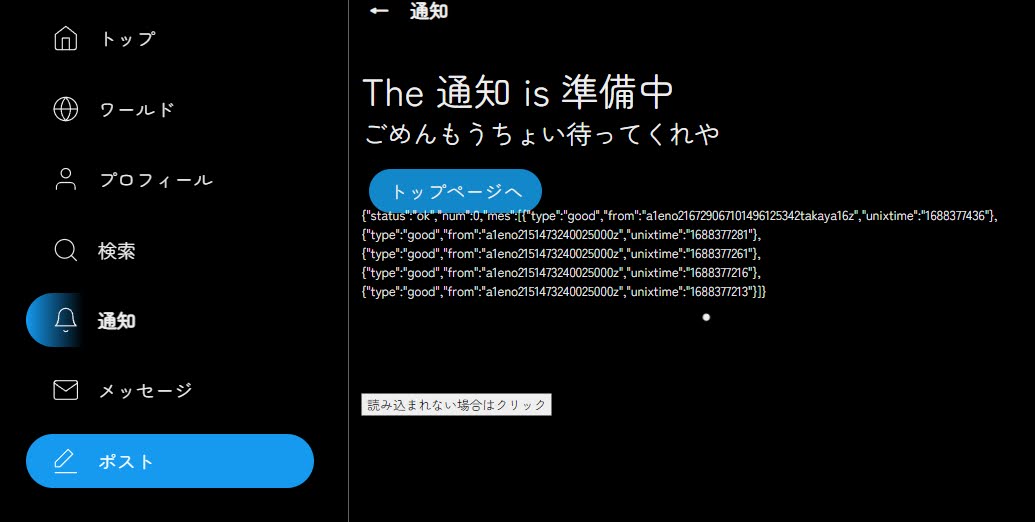 トップ
ワールド
プロフィール
検索
通知
メッセージ
ポスト
← 通知
The 通知 is 準備中
ごめんもうちょい待ってくれや
トップページへ
{"status":"ok","num":0,"mes":[{"type":"good","from":"a1eno216729067101496125342takaya16z","unixtime":"1688377436"},
{"type":"good","from":"a1eno2151473240025000z","unixtime":"1688377281"},
{"type":"good","from":"a1eno2151473240025000z","unixtime":"1688377261"},
{"type":"good","from":"a1eno2151473240025000z","unixtime":"1688377216"},
{"type":"good","from":"a1eno2151473240025000z","unixtime":"1688377213"}]}
読み込まれない場合はクリック